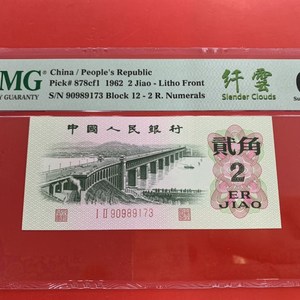 MG
China / People's Republic
Pick# 878cf1 1962 2 Jiao - Litho Front
S/N 90989173 Block 12 - 2 R. Numerals
Y GUARANTY
纤雲
Slender Clouds
中國人民銀行
貳角
2
ER
JIAO
I II 90989173